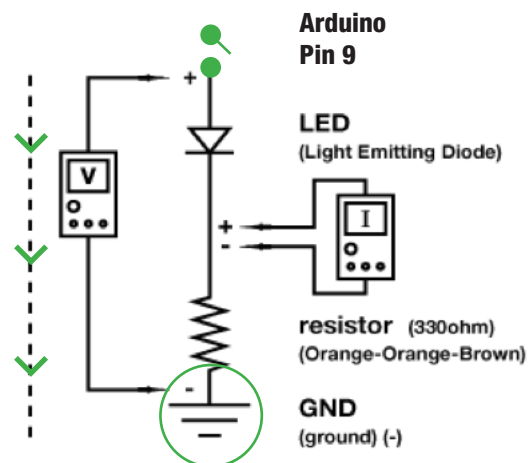 Arduino
Pin 9
+
LED
(Light Emitting Diode)
V
+
-
I
resistor (330ohm)
(Orange-Orange-Brown)
-
GND
(ground) (-)